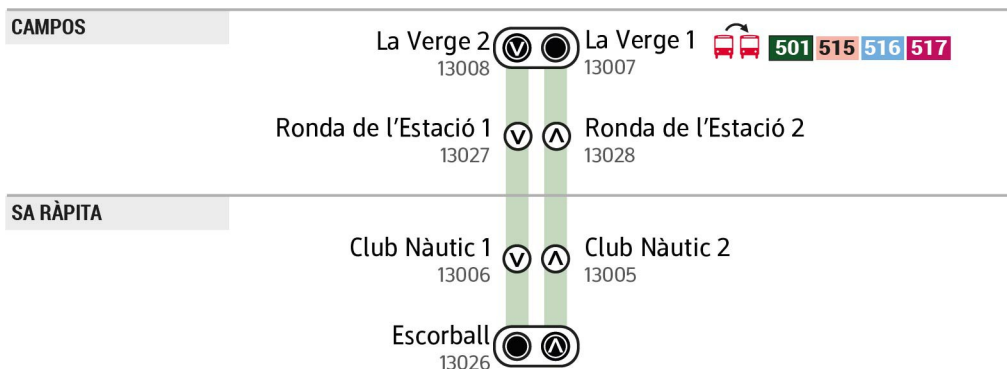 CAMPOS
La Verge 2 La Verge 1 501 515 516 517
13008 13007
Ronda de l'Estació 1 Ronda de l'Estació 2
13027 13028
SA RÀPITA
Club Nàutic 1 Club Nàutic 2
13006 13005
Escorball
13026